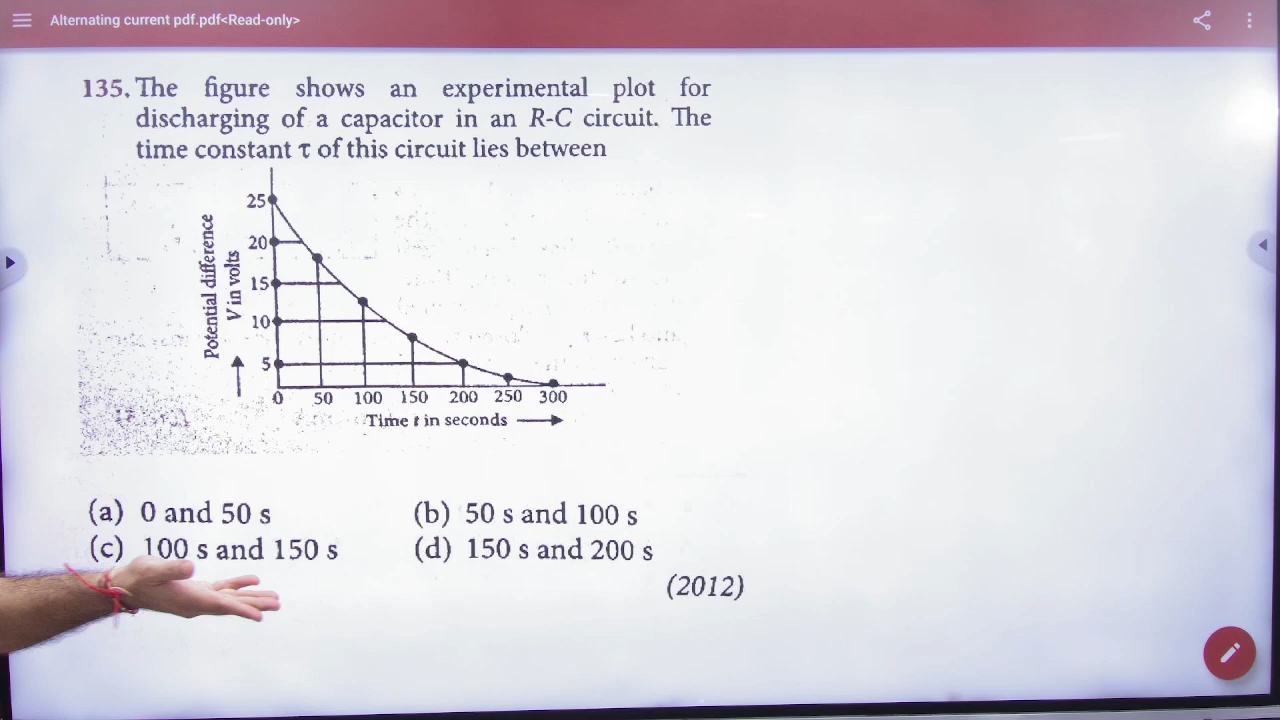 Alternating current pdf.pdf<Read-only>
135. The figure shows an experimental plot for
discharging of a capacitor in an R-C circuit. The
time constant τ of this circuit lies between
Potential difference
V in volts
25
20
15
10
5
0 50 100 150 200 250 300
Time t in seconds
(a) 0 and 50 s (b) 50 s and 100 s
(c) 100 s and 150 s (d) 150 s and 200 s
(2012)